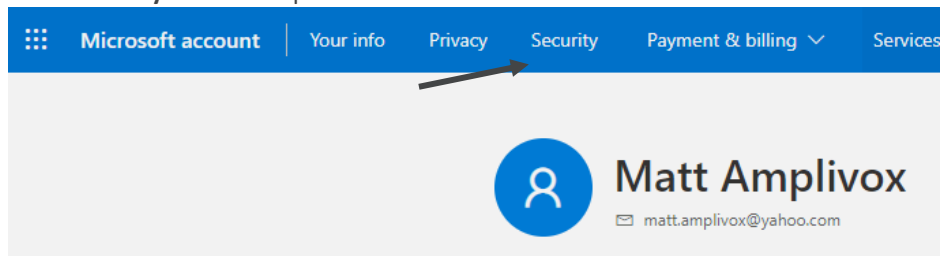 Microsoft account Your info Privacy Security Payment & billing Services
Matt Amplivox
matt.amplivox@yahoo.com